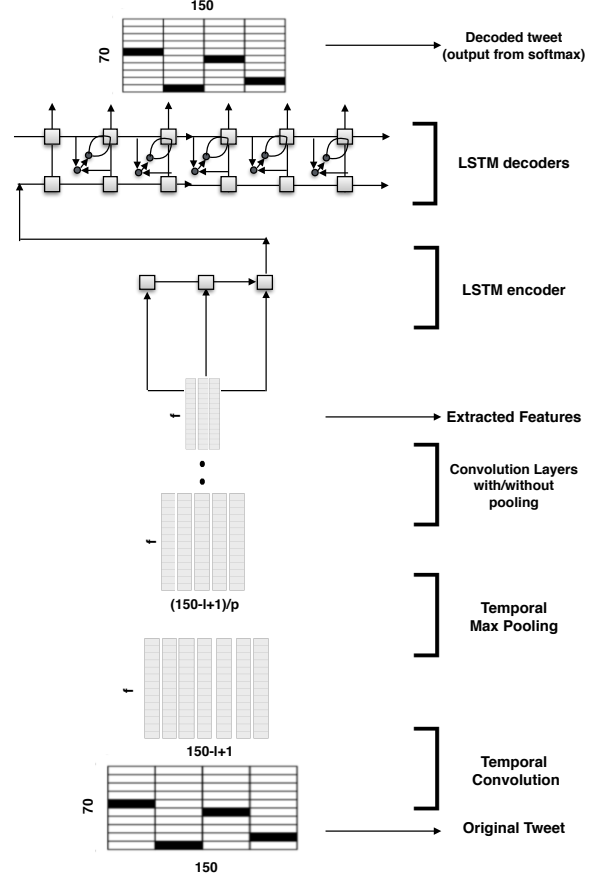 150
70
Decoded tweet
(output from softmax)
LSTM decoders
LSTM encoder
f
Extracted Features
Convolution Layers
with/without
pooling
f
(150-l+1)/p
Temporal
Max Pooling
f
150-l+1
Temporal
Convolution
70
Original Tweet
150